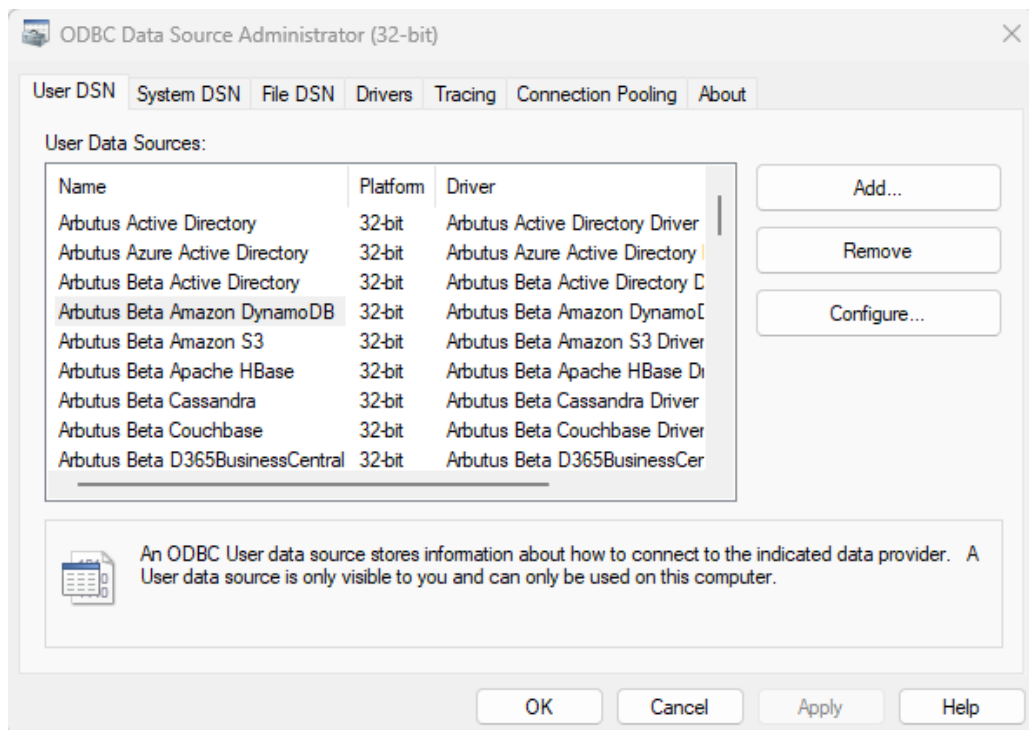 ODBC Data Source Administrator (32-bit)
User DSN System DSN File DSN Drivers Tracing Connection Pooling About
User Data Sources:
Name Platform Driver
Arbutus Active Directory 32-bit Arbutus Active Directory Driver
Arbutus Azure Active Directory 32-bit Arbutus Azure Active Directory
Arbutus Beta Active Directory 32-bit Arbutus Beta Active Directory
Arbutus Beta Amazon DynamoDB 32-bit Arbutus Beta Amazon
Arbutus Beta Amazon S3 32-bit Arbutus Beta Amazon S3 Driver
Arbutus Beta Apache HBase 32-bit Arbutus Beta Apache HBase
Arbutus Beta Cassandra 32-bit Arbutus Beta Cassandra Driver
Arbutus Beta Couchbase 32-bit Arbutus Beta Couchbase Driver
Arbutus Beta D365BusinessCentral 32-bit Arbutus Beta D365BusinessCer
Add...
Remove
Configure...
An ODBC User data source stores information about how to connect to the indicated data provider. A
User data source is only visible to you and can only be used on this computer.
OK Cancel Apply Help